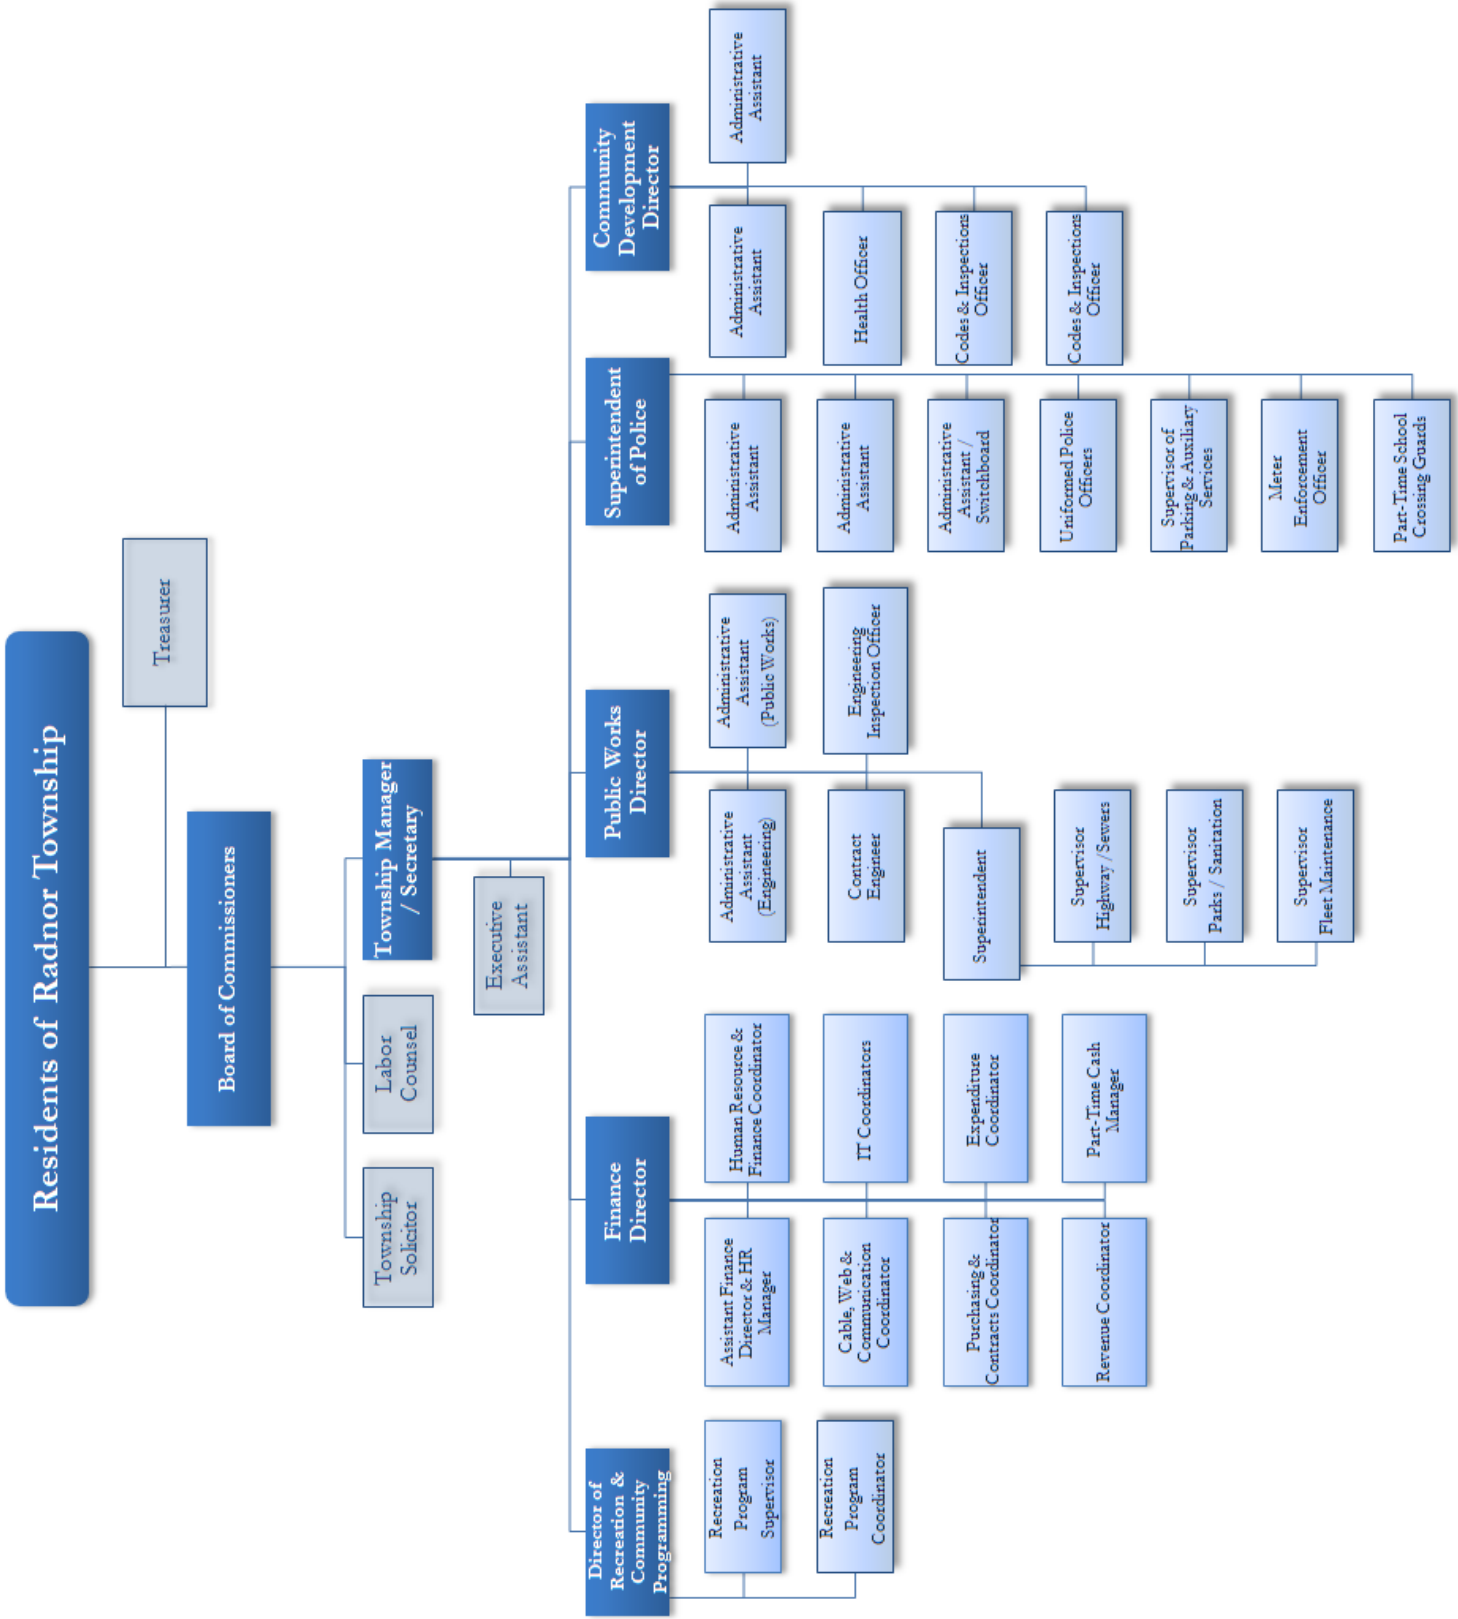 Residents of Radnor Township
Treasurer
Board of Commissioners
Township
Solicitor
Labor
Counsel
Township Manager
/ Secretary
Executive
Assistant
Director of
Recreation &
Community
Programming
Finance
Director
Public Works
Director
Superintendent
of Police
Community
Development
Director
Recreation
Program
Supervisor
Recreation
Program
Coordinator
Assistant Finance
Director & HR
Manager
Human Resource &
Finance Coordinator
Cable, Web &
Communication
Coordinator
IT Coordinators
Purchasing &
Contracts Coordinator
Expenditure
Coordinator
Revenue Coordinator
Part-Time Cash
Manager
Administrative
Assistant
(Engineering)
Administrative
Assistant
(Public Works)
Contract
Engineer
Engineering
Inspection Officer
Superintendent
Supervisor
Highway /Sewers
Supervisor
Parks / Sanitation
Supervisor
Fleet Maintenance
Administrative
Assistant
Administrative
Assistant
Administrative
Assistant /
Switchboard
Uniformed Police
Officers
Supervisor of
Parking & Auxiliary
Services
Meter
Enforcement
Officer
Part-Time School
Crossing Guards
Administrative
Assistant
Administrative
Assistant
Health Officer
Codes & Inspections
Officer
Codes & Inspections
Officer